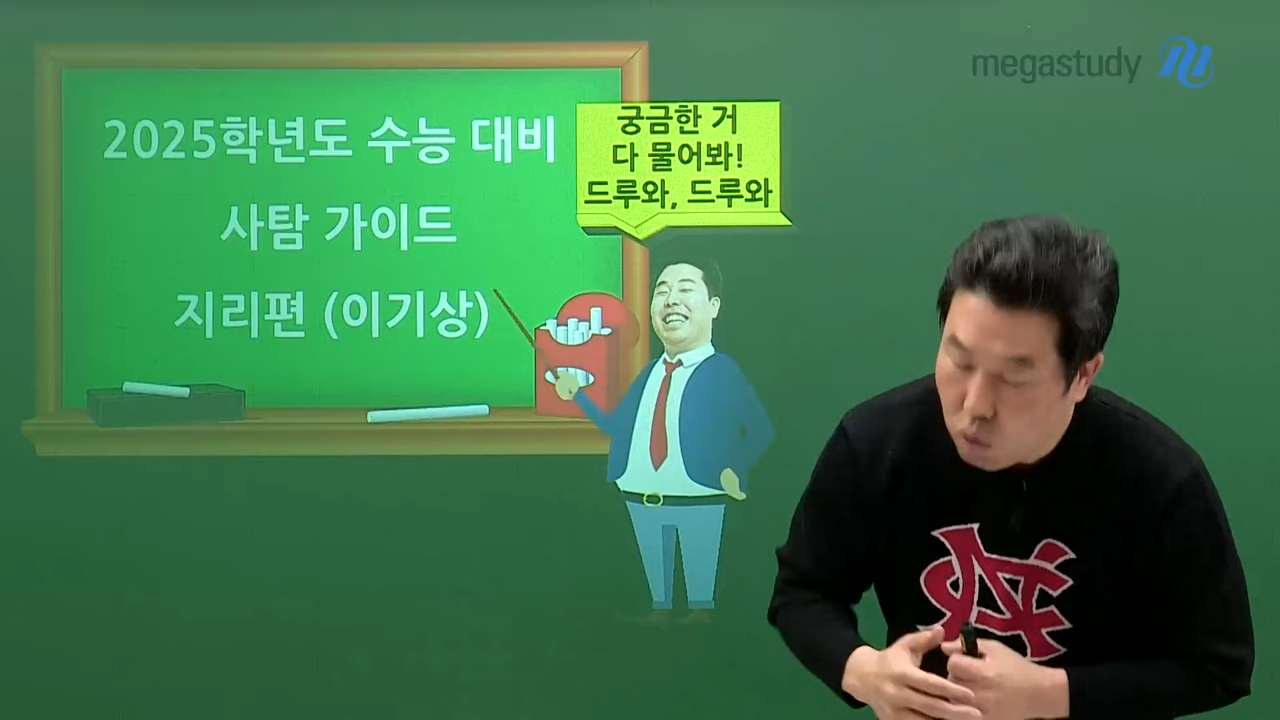 megastudy
2025학년도 수능 대비
사탐 가이드
지리편 (이기상)
궁금한 거
다 물어봐!
드루와, 드루와